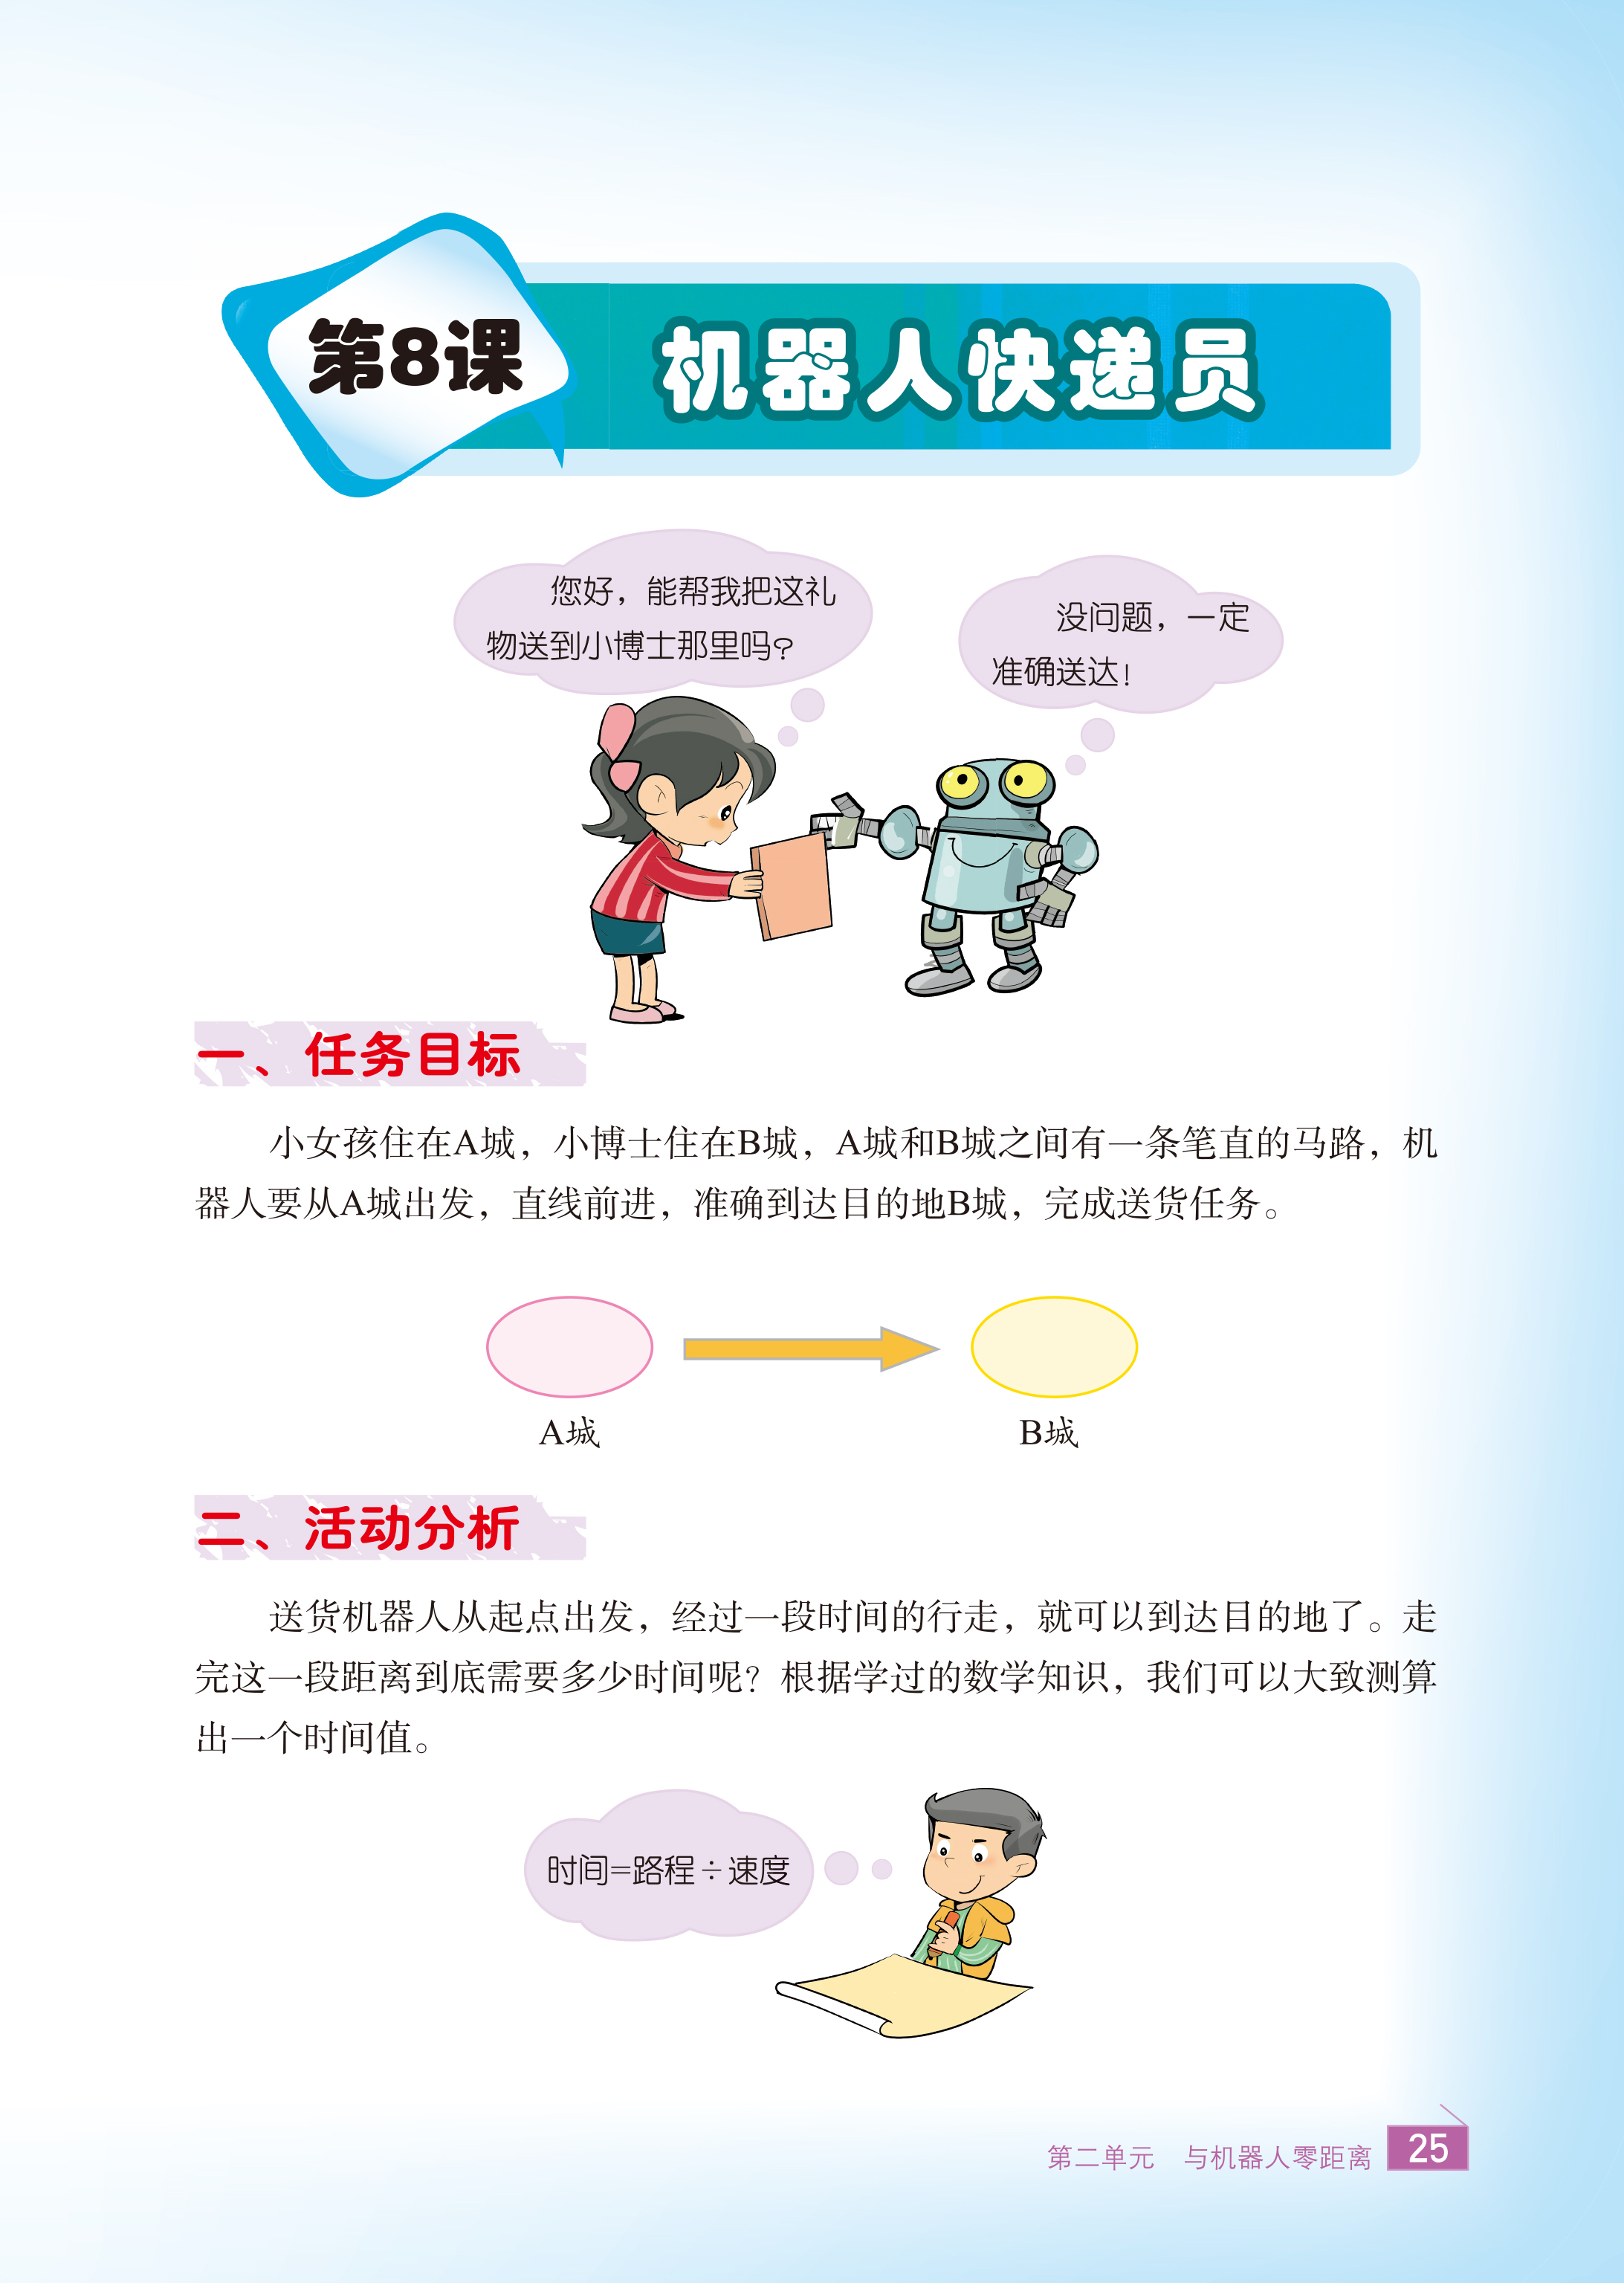 第8课
机器人快递员
您好，能帮我把这礼
物送到小博士那里吗?
没问题，一定
准确送达!
一、任务目标
小女孩住在A城，小博士住在B城，A城和B城之间有一条笔直的马路，机
器人要从A城出发，直线前进，准确到达目的地B城，完成送货任务。
A城
B城
二、活动分析
送货机器人从起点出发，经过一段时间的行走，就可以到达目的地了。走
完这一段距离到底需要多少时间呢？根据学过的数学知识，我们可以大致测算
出一个时间值。
时间=路程÷速度
第二单元 与机器人零距离 25